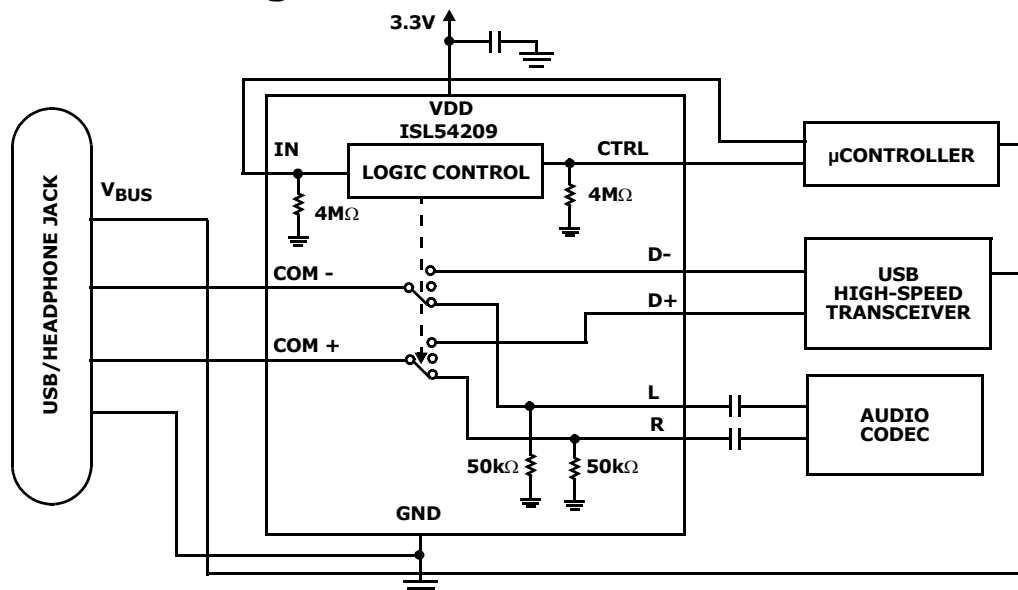 3.3V
VDD
ISL54209
IN
LOGIC CONTROL
CTRL
4MΩ
4MΩ
µCONTROLLER
USB/HEADPHONE JACK
VBUS
COM -
COM +
D-
D+
USB
HIGH-SPEED
TRANSCEIVER
L
R
AUDIO
CODEC
50kΩ
50kΩ
GND